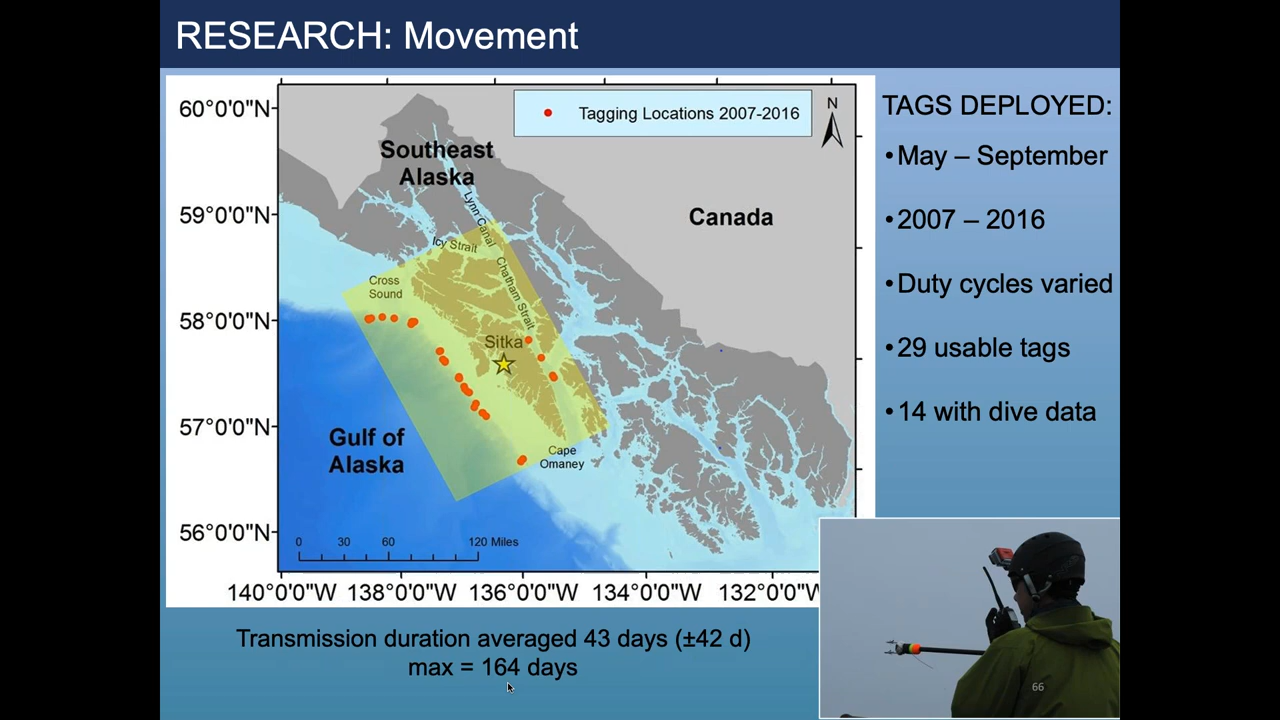 RESEARCH: Movement
60°0'0"N
59°0'0"N
58°0'0"N
57°0'0"N
56°0'0"N
Tagging Locations 2007-2016
N
Southeast
Alaska
Canada
Lynn Canal
Icy Strait
Chatham Strait
Cross
Sound
Sitka
Gulf of
Alaska
Cape
Omaney
0 30 60 120 Miles
140°0'0"W 138°0'0"W 136°0'0"W 134°0'0"W 132°0'0"W
TAGS DEPLOYED:
•May – September
•2007 – 2016
•Duty cycles varied
•29 usable tags
•14 with dive data
Transmission duration averaged 43 days (±42 d)
max = 164 days
66